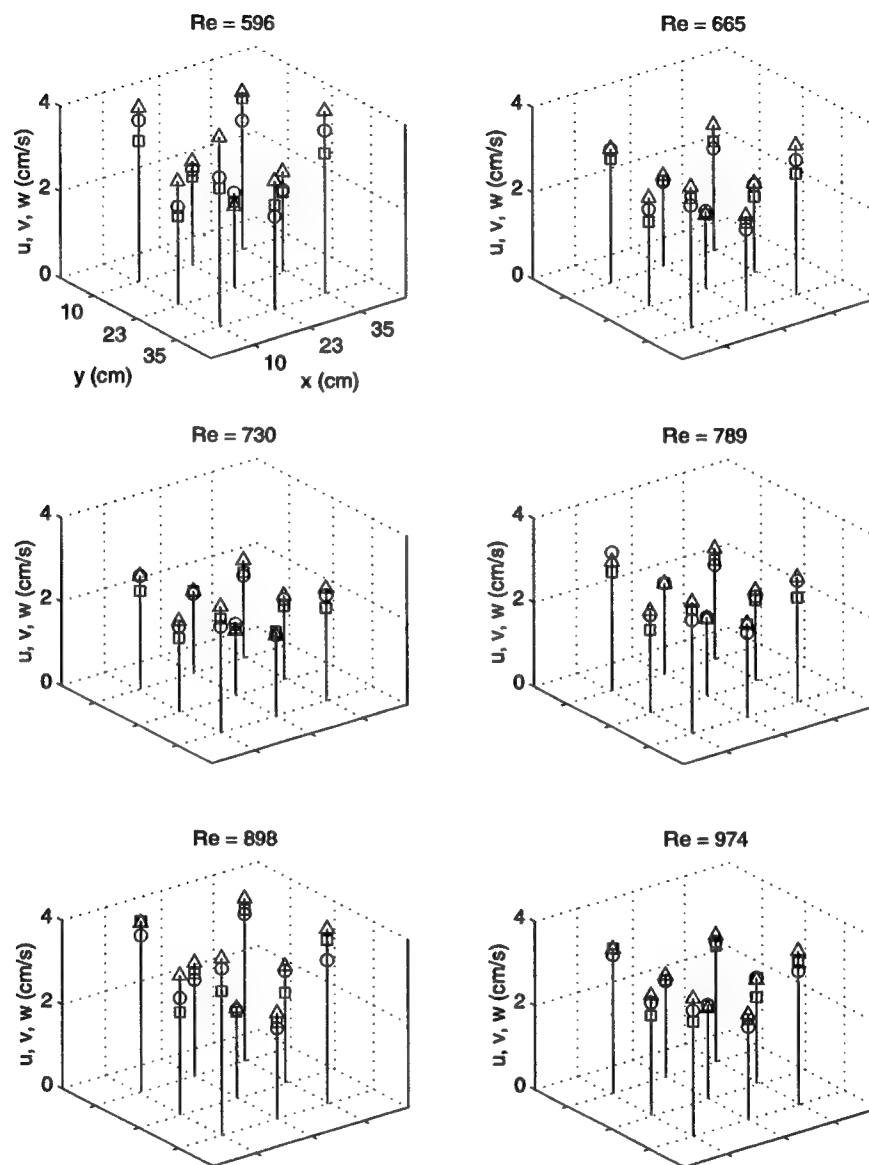 Re = 596
Re = 665
u, v, w (cm/s)
4
2
0
10
23
35
y (cm)
10
23
35
x (cm)
u, v, w (cm/s)
4
2
0
Re = 730
Re = 789
u, v, w (cm/s)
4
2
0
u, v, w (cm/s)
4
2
0
Re = 898
Re = 974
u, v, w (cm/s)
4
2
0
u, v, w (cm/s)
4
2
0